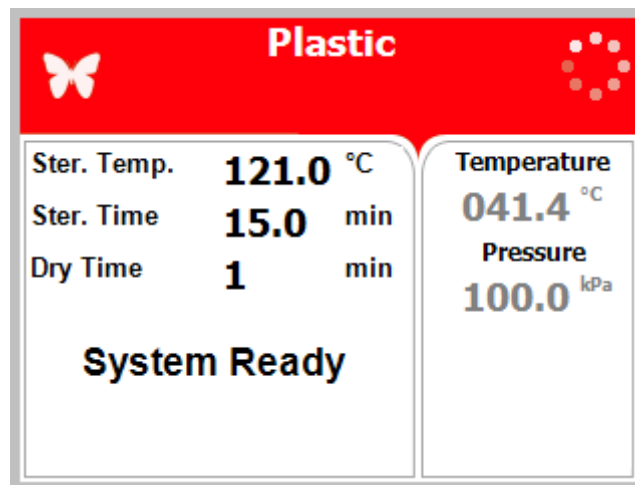 Plastic
Ster. Temp. 121.0 °C
Ster. Time 15.0 min
Dry Time 1 min
System Ready
Temperature
041.4 °C
Pressure
100.0 kPa